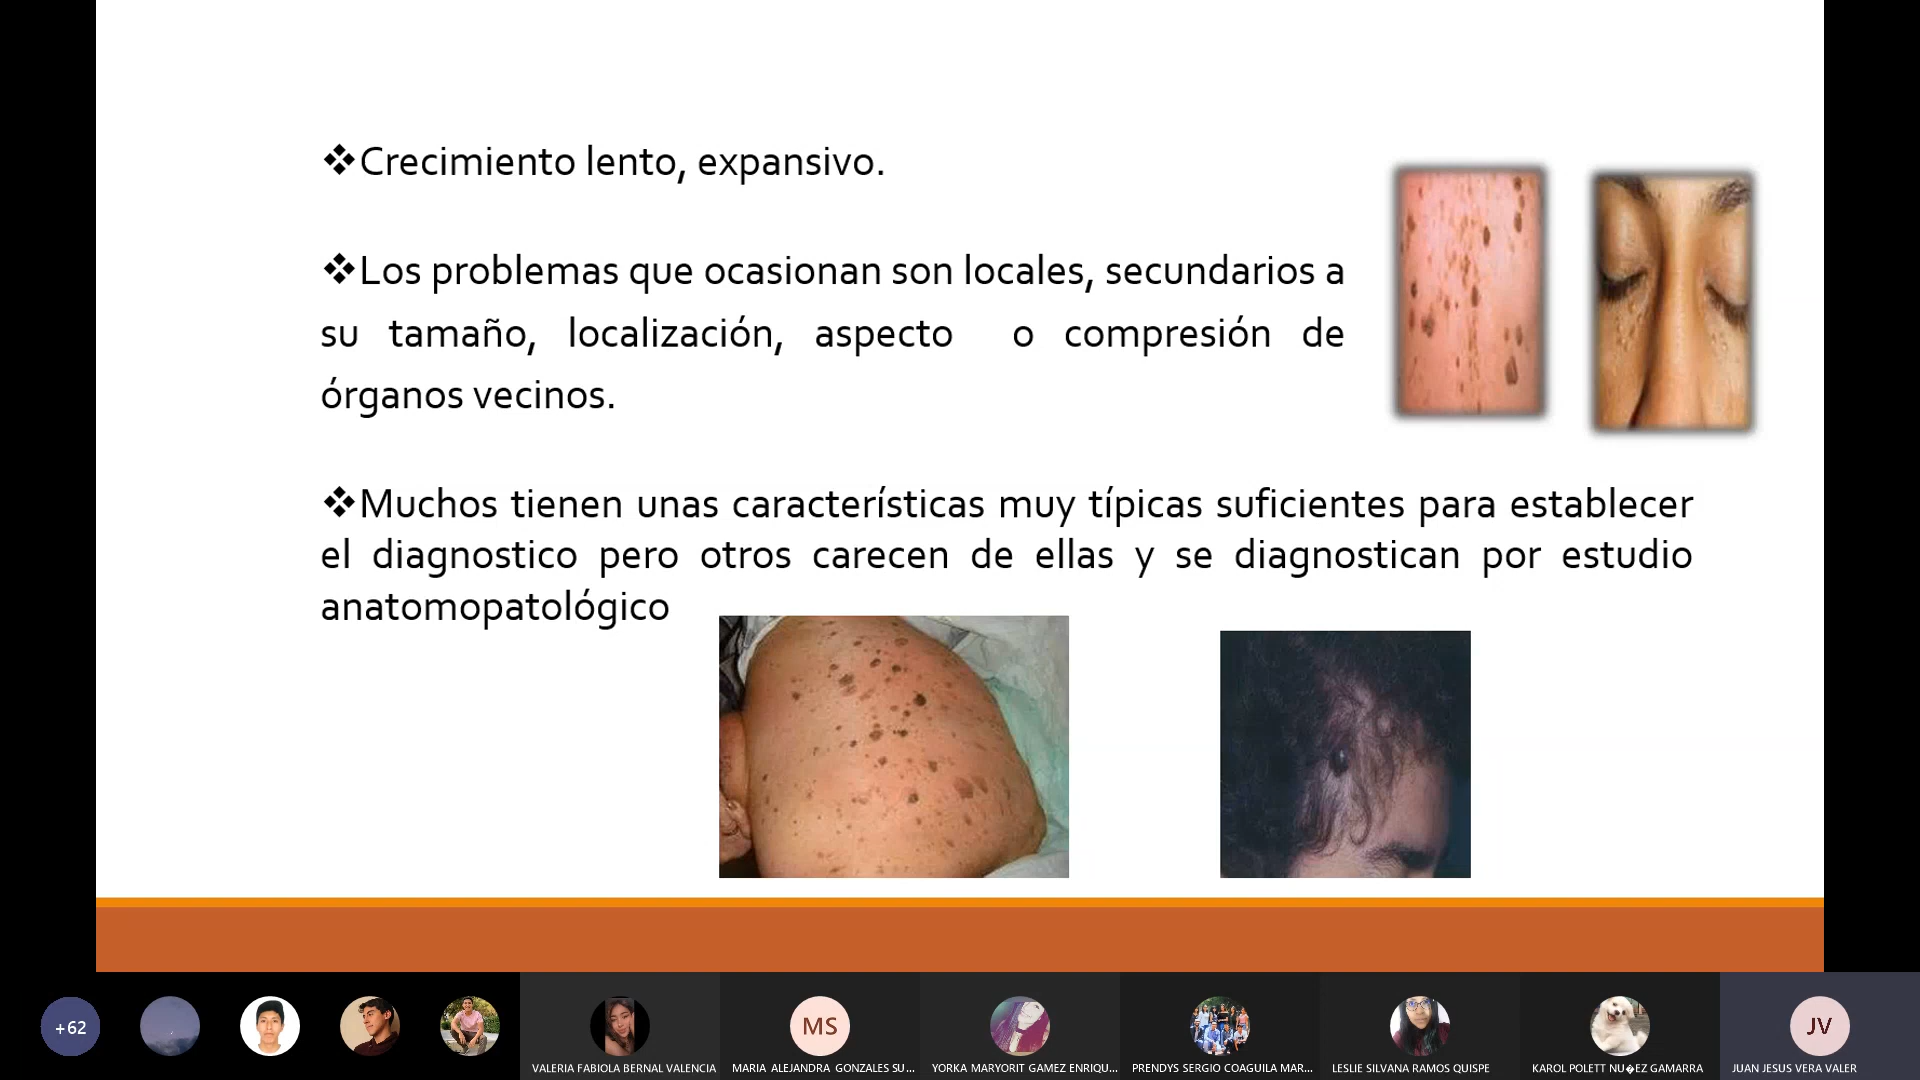 ❖Crecimiento lento, expansivo.
❖Los problemas que ocasionan son locales, secundarios a
su tamaño, localización, aspecto o compresión de
órganos vecinos.
❖Muchos tienen unas características muy típicas suficientes para establecer
el diagnostico pero otros carecen de ellas y se diagnostican por estudio
anatomopatológico
+62
MS
JV
VALERIA FABIOLA BERNAL VALENCIA
MARIA ALEJANDRA GONZALES SU...
YORKA MARYORIT GAMEZ ENRIQU...
PRENDYS SERGIO COAGUILA MAR...
LESLIE SILVANA RAMOS QUISPE
KAROL POLETT NU�EZ GAMARRA
JUAN JESUS VERA VALER